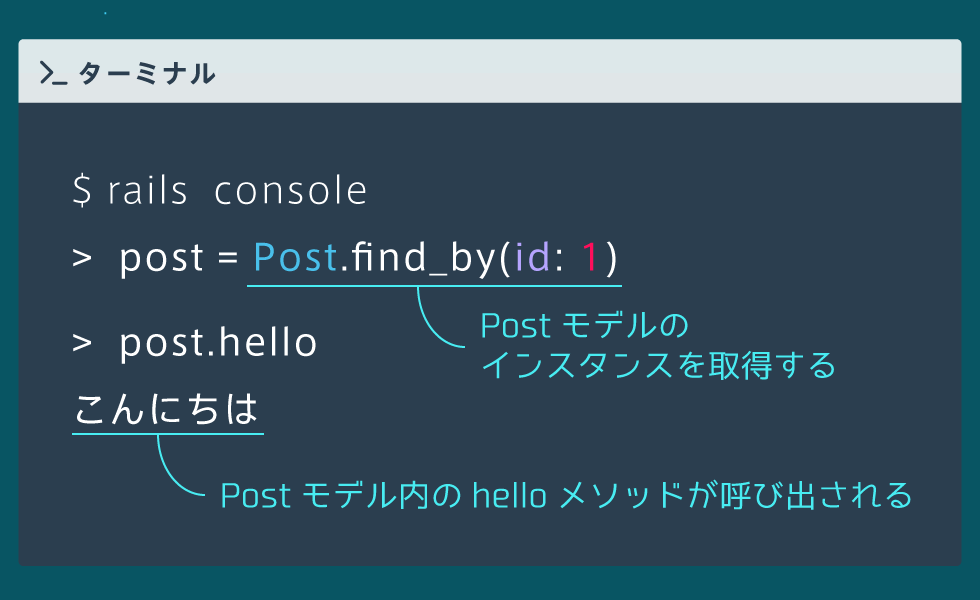 >_ ターミナル
$ rails console
> post = Post.find_by(id: 1)
Post モデルの
インスタンスを取得する
> post.hello
こんにちは
Post モデル内の hello メソッドが呼び出される